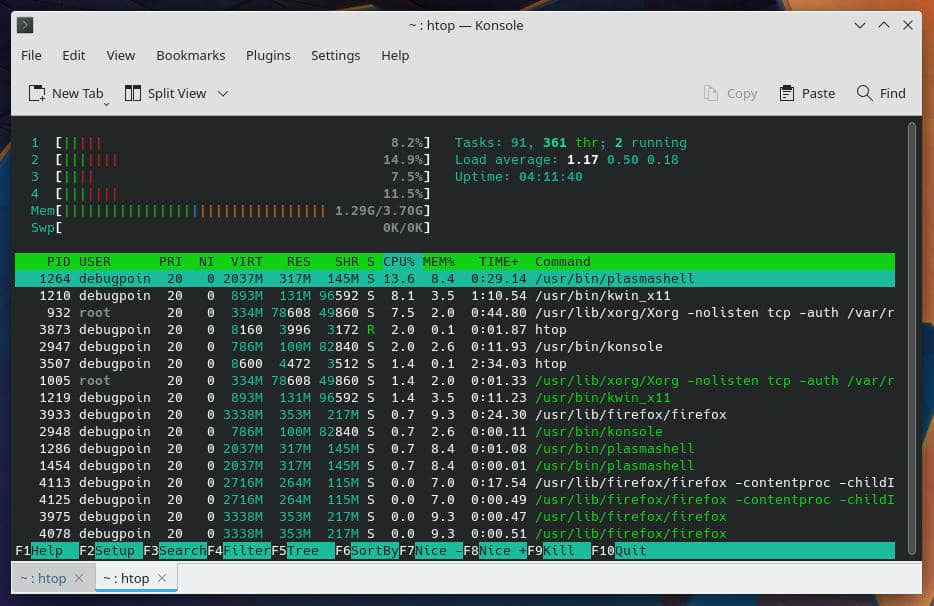 ~ : htop — Konsole
File Edit View Bookmarks Plugins Settings Help
New Tab Split View Copy Paste Find
1 [||||| 8.2%] Tasks: 91, 361 thr; 2 running
2 [||||||| 14.9%] Load average: 1.17 0.50 0.18
3 [|||| 7.5%] Uptime: 04:11:40
4 [||||||| 11.5%]
Mem[||||||||||||||||||||||||||||||||| 1.29G/3.70G]
Swp[ 0K/0K]
PID USER PRI NI VIRT RES SHR S CPU% MEM% TIME+ Command
1264 debugpoin 20 0 2037M 317M 145M S 13.6 8.4 0:29.14 /usr/bin/plasmashell
1210 debugpoin 20 0 893M 131M 96592 S 8.1 3.5 1:10.54 /usr/bin/kwin_x11
932 root 20 0 334M 78608 49860 S 7.5 2.0 0:44.80 /usr/lib/xorg/Xorg -nolisten tcp -auth /var/r
3873 debugpoin 20 0 8160 3996 3172 R 2.0 0.1 0:01.87 htop
2947 debugpoin 20 0 786M 100M 82840 S 2.0 2.6 0:11.93 /usr/bin/konsole
3507 debugpoin 20 0 8600 4472 3512 S 1.4 0.1 2:34.03 htop
1005 root 20 0 334M 78608 49860 S 1.4 2.0 0:01.33 /usr/lib/xorg/Xorg -nolisten tcp -auth /var/r
1219 debugpoin 20 0 893M 131M 96592 S 1.4 3.5 0:11.23 /usr/bin/kwin_x11
3933 debugpoin 20 0 3338M 353M 217M S 0.7 9.3 0:24.30 /usr/lib/firefox/firefox
2948 debugpoin 20 0 786M 100M 82840 S 0.7 2.6 0:00.11 /usr/bin/konsole
1286 debugpoin 20 0 2037M 317M 145M S 0.7 8.4 0:01.08 /usr/bin/plasmashell
1454 debugpoin 20 0 2037M 317M 145M S 0.7 8.4 0:00.01 /usr/bin/plasmashell
4113 debugpoin 20 0 2716M 264M 115M S 0.0 7.0 0:17.54 /usr/lib/firefox/firefox -contentproc -childI
4125 debugpoin 20 0 2716M 264M 115M S 0.0 7.0 0:00.49 /usr/lib/firefox/firefox -contentproc -childI
3975 debugpoin 20 0 3338M 353M 217M S 0.0 9.3 0:00.47 /usr/lib/firefox/firefox
4078 debugpoin 20 0 3338M 353M 217M S 0.0 9.3 0:00.51 /usr/lib/firefox/firefox
F1Help F2Setup F3SearchF4FilterF5Tree F6SortByF7Nice -F8Nice +F9Kill F10Quit
~ : htop ~ : htop